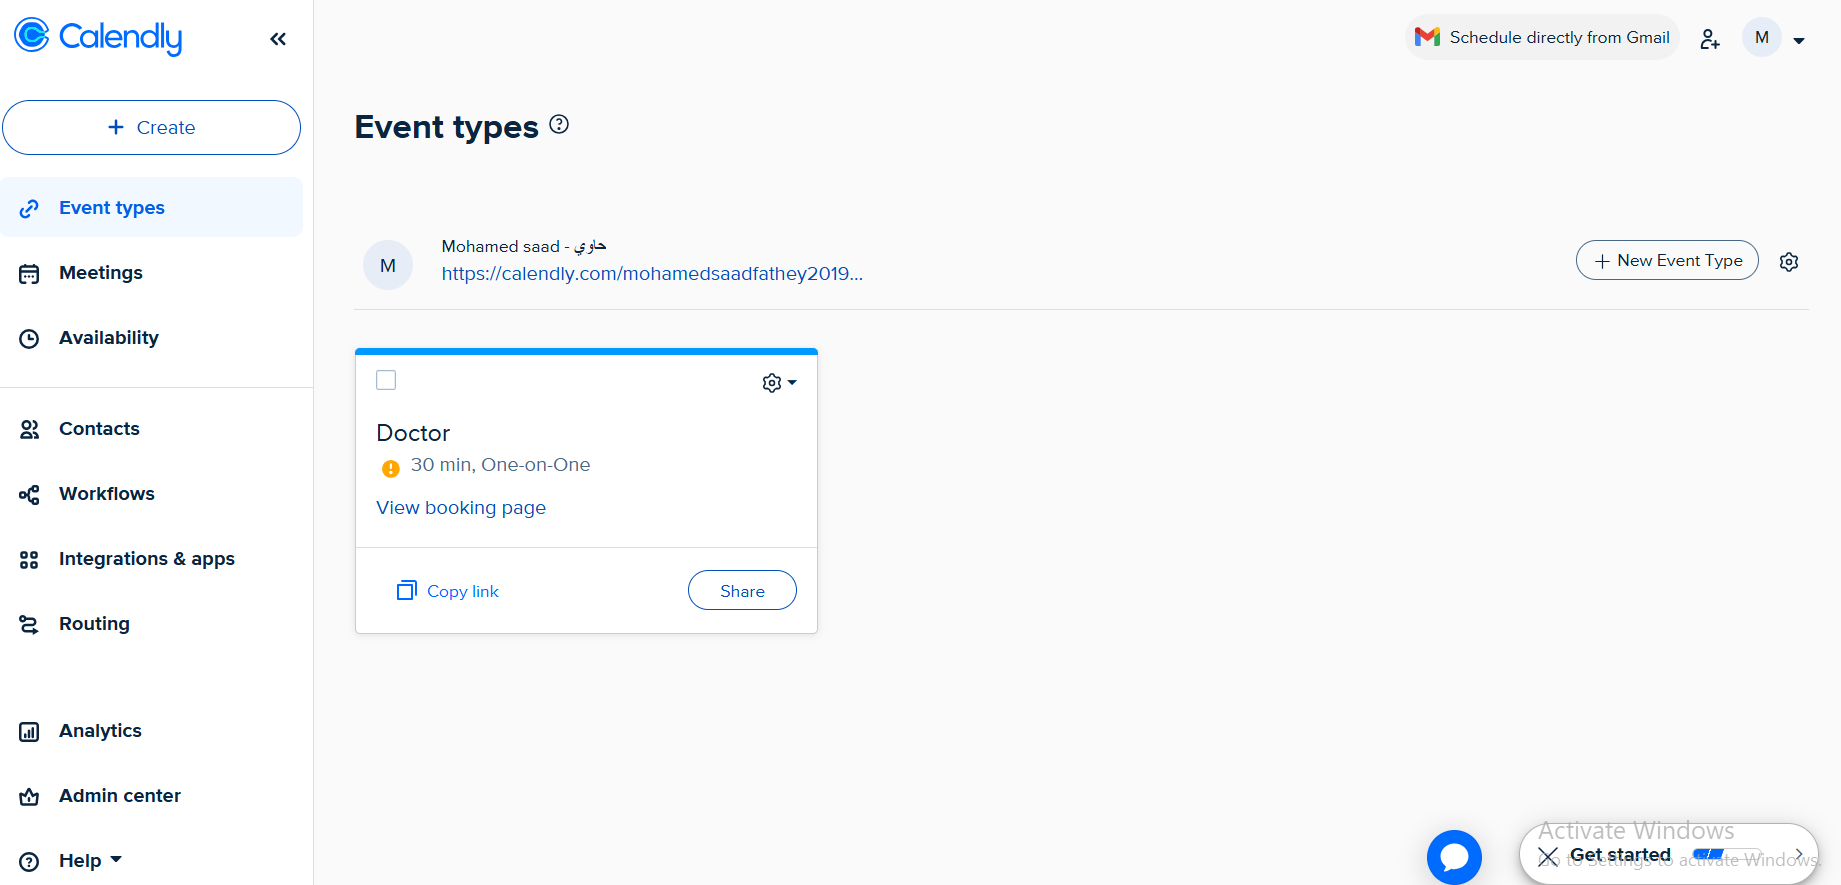 Calendly
Schedule directly from Gmail
M
+ Create
Event types
Event types
Meetings
Availability
Contacts
Workflows
Integrations & apps
Routing
Analytics
Admin center
Help
M
Mohamed saad - حاوي
https://calendly.com/mohamedsaadfathey2019...
+ New Event Type
Doctor
30 min, One-on-One
View booking page
Copy link
Share
Activate Windows
Get started
Go to Settings to activate Windows.